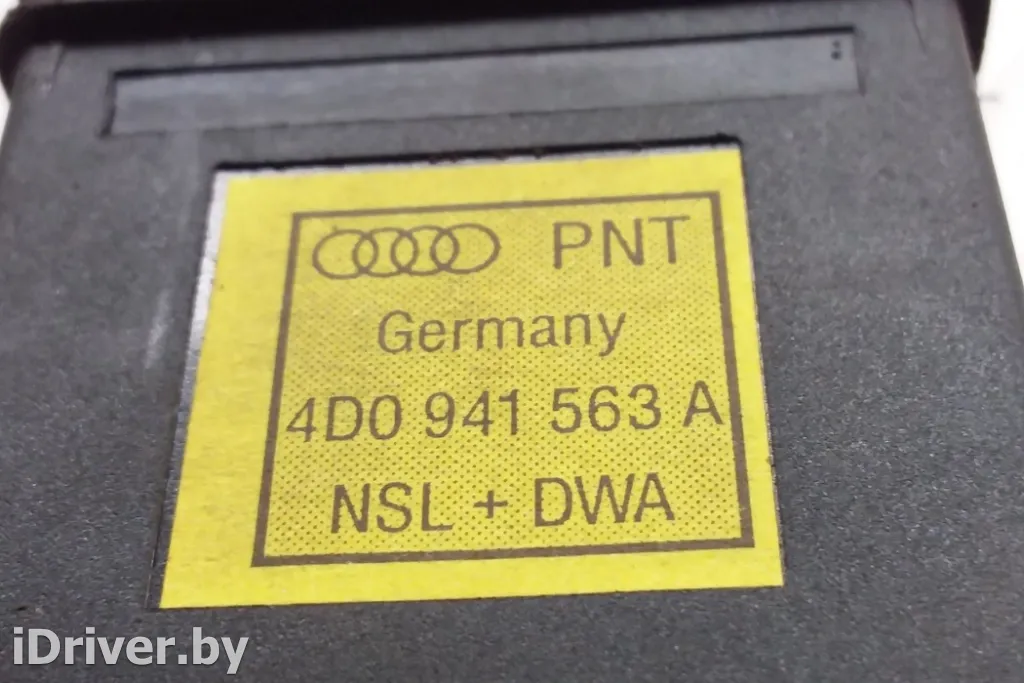 PNT
Germany
4D0 941 563 A
NSL + DWA
iDriver.by